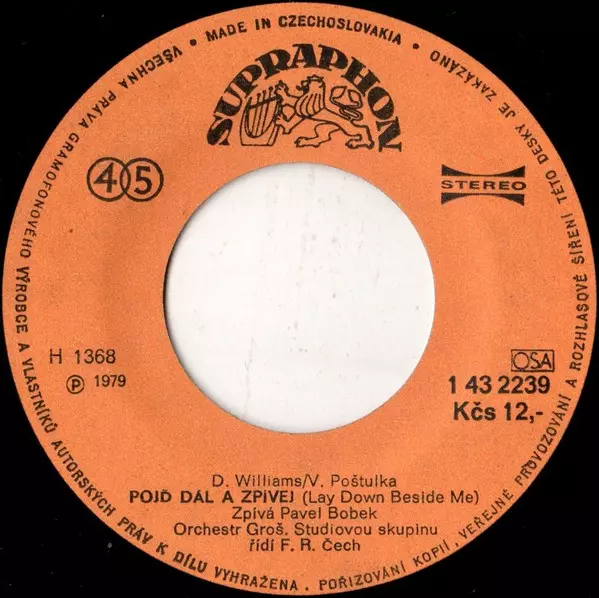 • MADE IN CZECHOSLOVAKIA •
VŠECHNA PRÁVA GRAMOFONOVÉHO VÝROBCE A VLASTNÍKŮ AUTORSKÝCH PRÁV K DÍLU VYHRAŽENA. POŘIZOVÁNÍ KOPIÍ, VEŘEJNÉ PROVOZOVÁNÍ A ROZHLASOVÉ ŠÍŘENÍ TÉTO DESKY JE ZAKÁZÁNO
SUPRAPHON
45
STEREO
H 1368
Ⓟ 1979
OSA
1 43 2239
Kčs 12,-
D. Williams/V. Poštulka
POJĎ DÁL A ZPÍVEJ (Lay Down Beside Me)
Zpívá Pavel Bobek
Orchestr Groš. Studiovou skupinu
řídí F. R. Čech